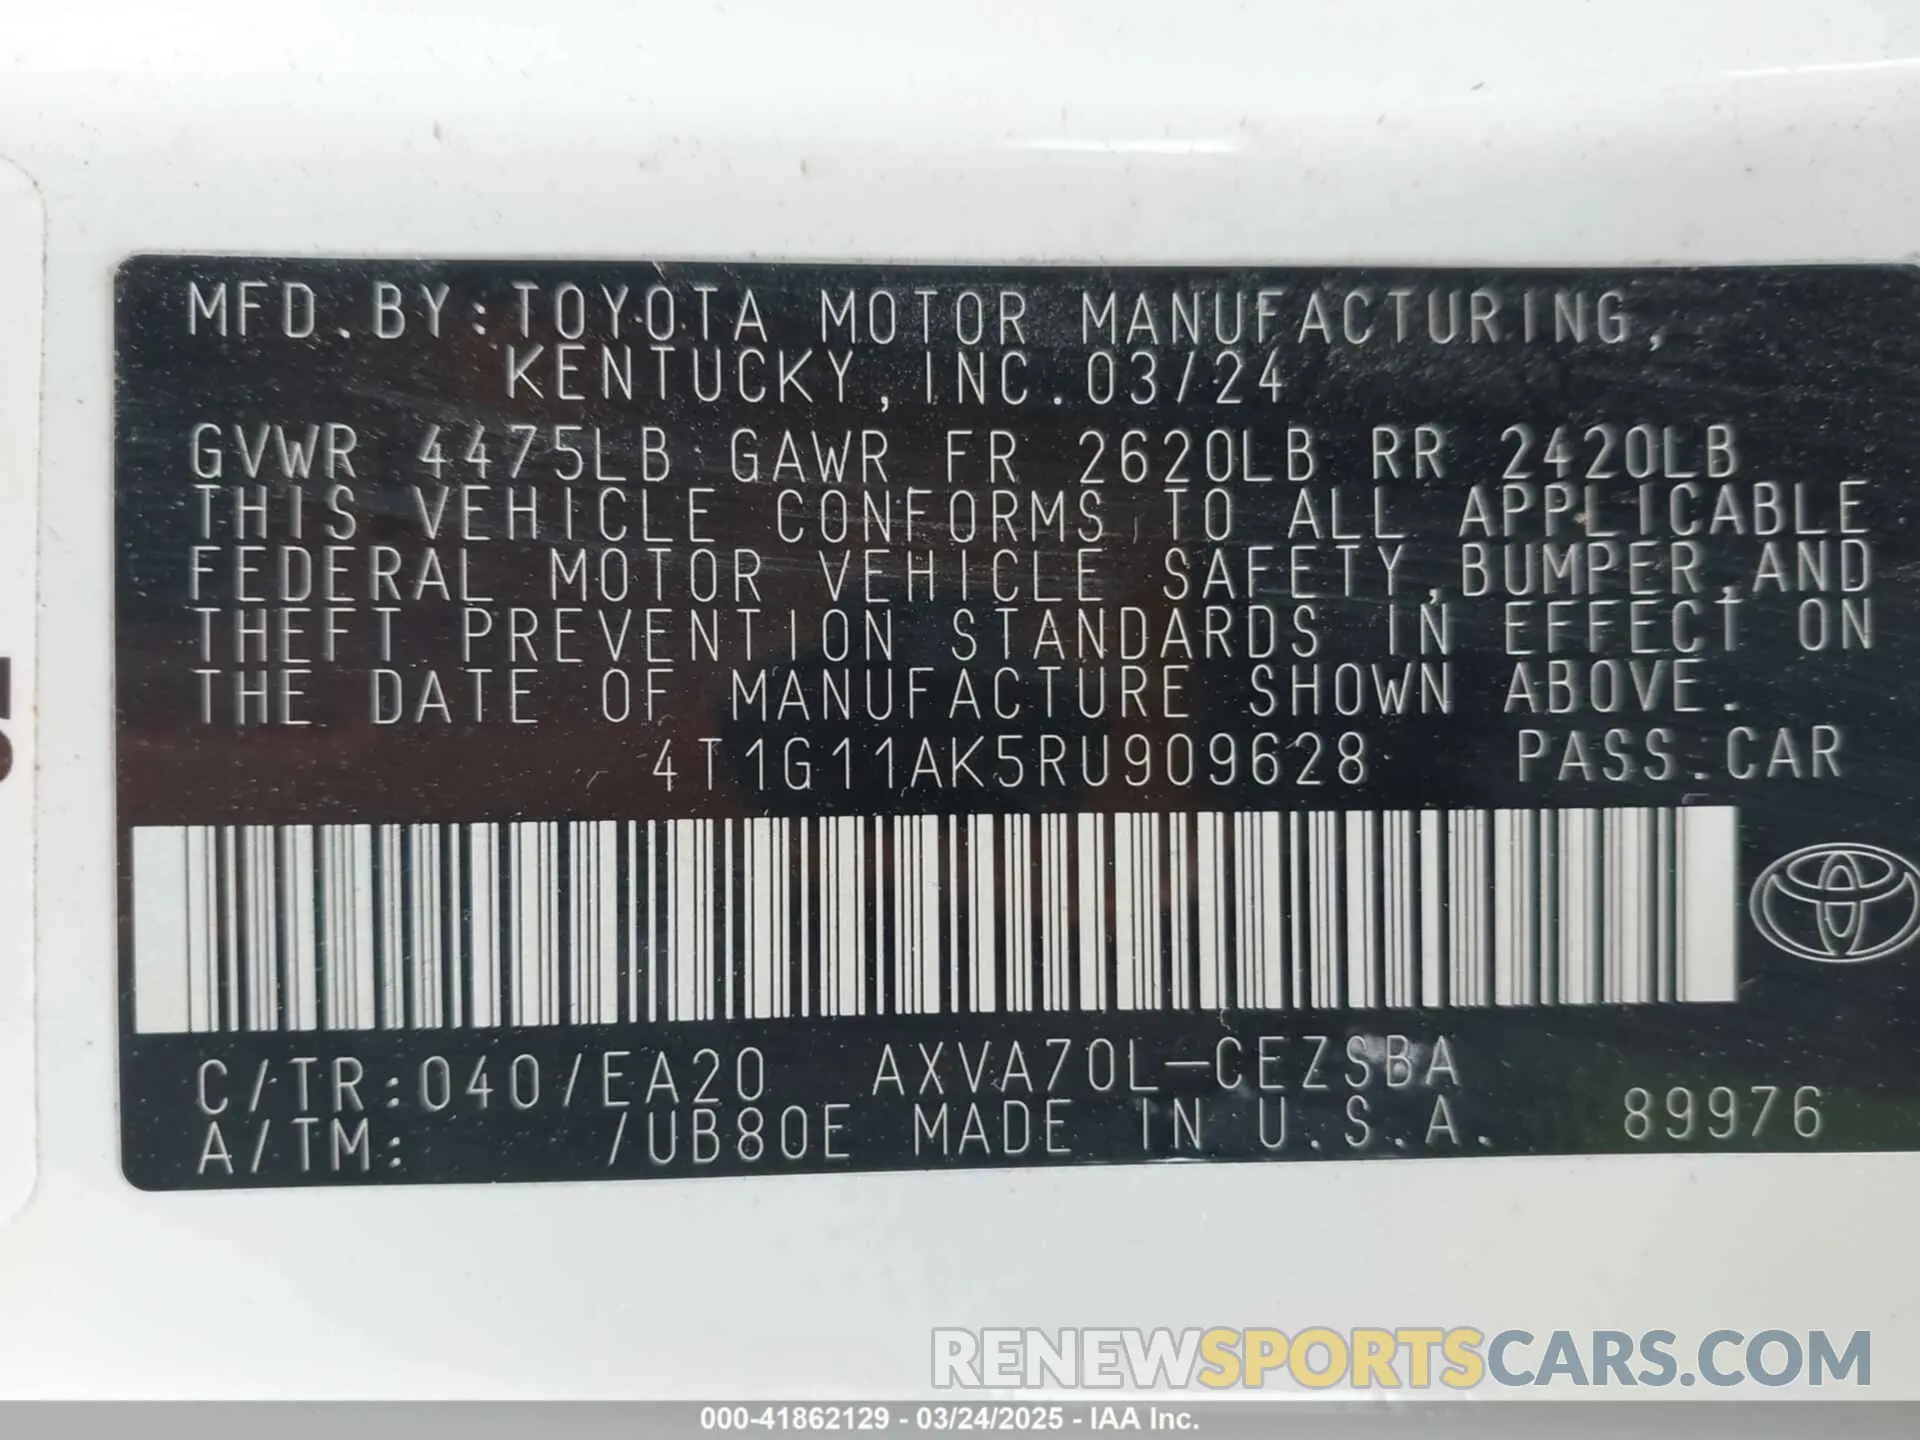 MFD.BY:TOYOTA MOTOR MANUFACTURING,
KENTUCKY,INC.03/24
GVWR 4475LB GAWR FR 2620LB RR 2420LB
THIS VEHICLE CONFORMS TO ALL APPLICABLE
FEDERAL MOTOR VEHICLE SAFETY,BUMPER,AND
THEFT PREVENTION STANDARDS IN EFFECT ON
THE DATE OF MANUFACTURE SHOWN ABOVE.
4T1G11AK5RU909628 PASS.CAR
C/TR:040/EA20 AXVA70L-CEZSBA
A/TM: /UB80E MADE IN U.S.A. 89976
RENEWSPORTSCARS.COM
000-41862129 - 03/24/2025 - IAA Inc.